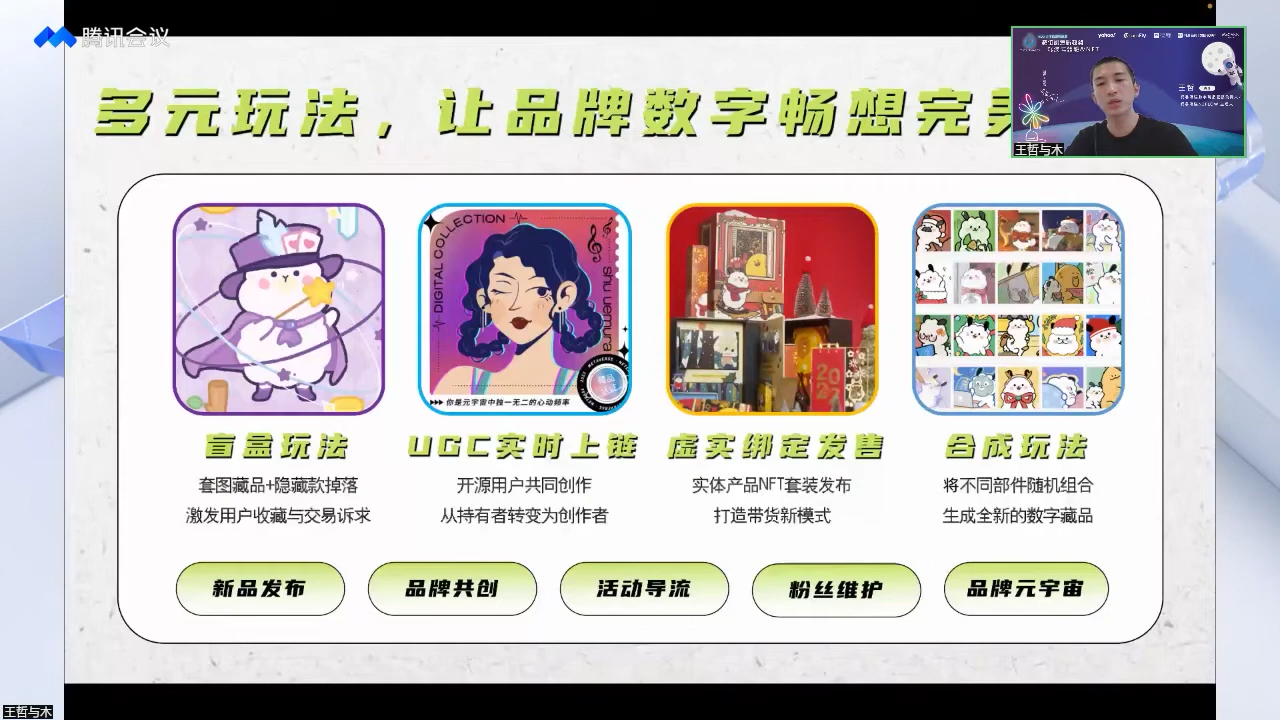 腾讯会议
多元玩法，让品牌数字畅想完美
yahoo!
王哲
王哲与木
DIGITAL COLLECTION
shu uemura
你是元宇宙中独一无二的心动频率
盲盒玩法
UGC实时上链
虚实绑定发售
合成玩法
套图藏品+隐藏款掉落
开源用户共同创作
实体产品NFT套装发布
将不同部件随机组合
激发用户收藏与交易诉求
从持有者转变为创作者
打造带货新模式
生成全新的数字藏品
新品发布
品牌共创
活动导流
粉丝维护
品牌元宇宙
王哲与木